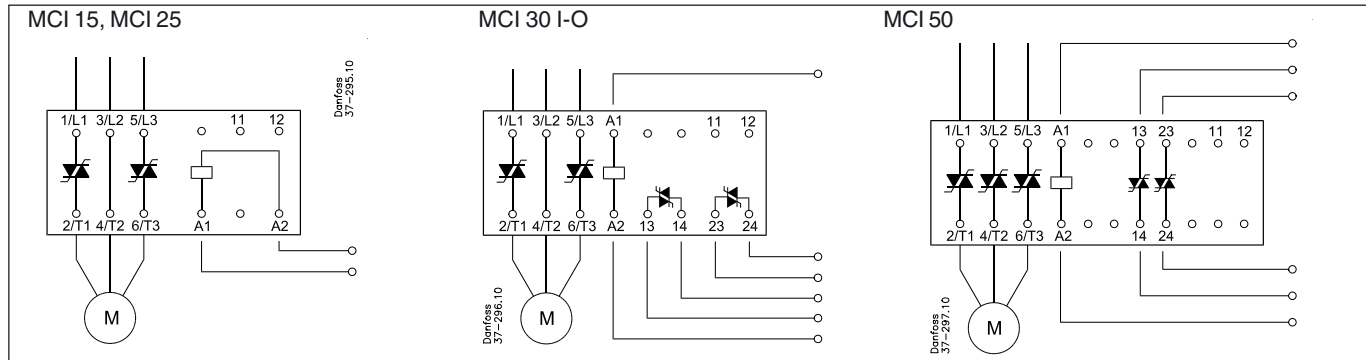 MCI 15, MCI 25
Danfoss
37-295.10
1/L1 3/L2 5/L3 11 12
2/T1 4/T2 6/T3 A1 A2
M
MCI 30 I-O
1/L1 3/L2 5/L3 A1 11 12
2/T1 4/T2 6/T3 A2 13 14 23 24
Danfoss
37-296.10
M
MCI 50
1/L1 3/L2 5/L3 A1 13 23 11 12
2/T1 4/T2 6/T3 A2 14 24
Danfoss
37-297.10
M